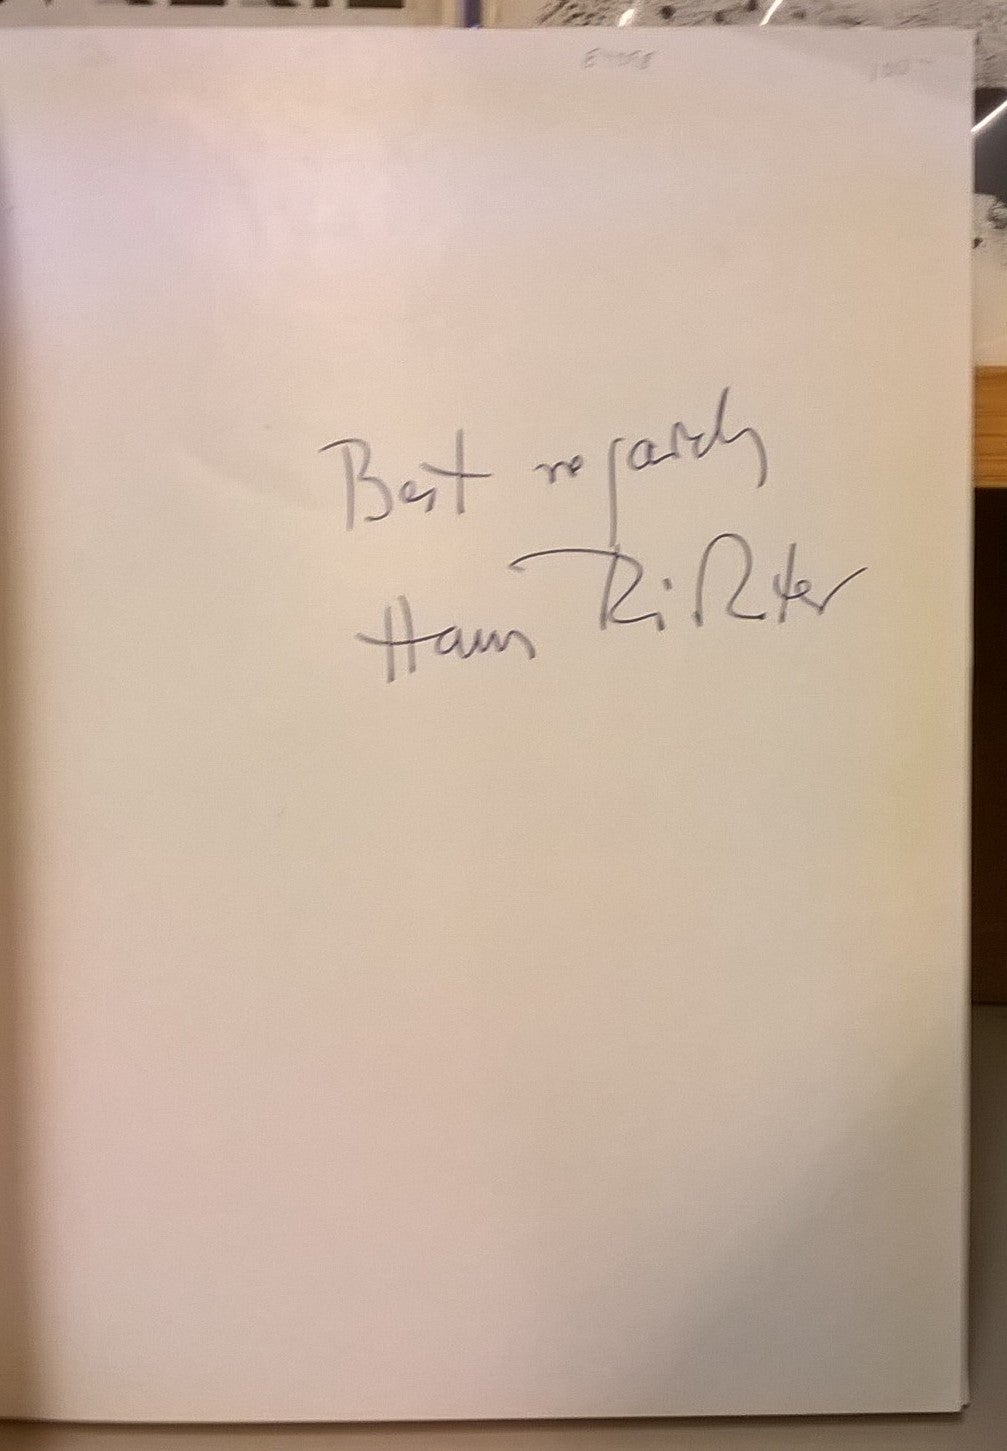 Best regards
Hans Richter